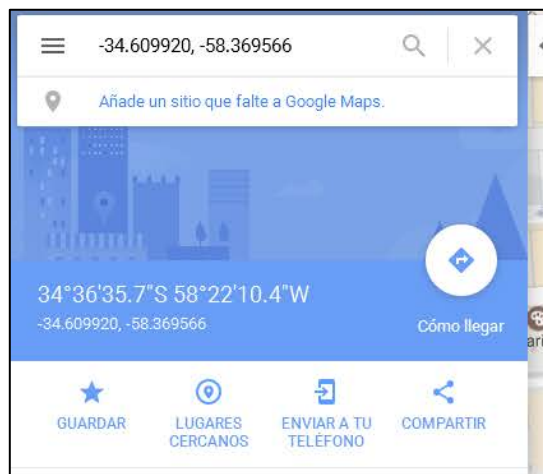 -34.609920, -58.369566
Añade un sitio que falte a Google Maps.
34°36'35.7"S 58°22'10.4"W
-34.609920, -58.369566
Cómo llegar
GUARDAR
LUGARES
CERCANOS
ENVIAR A TU
TELÉFONO
COMPARTIR